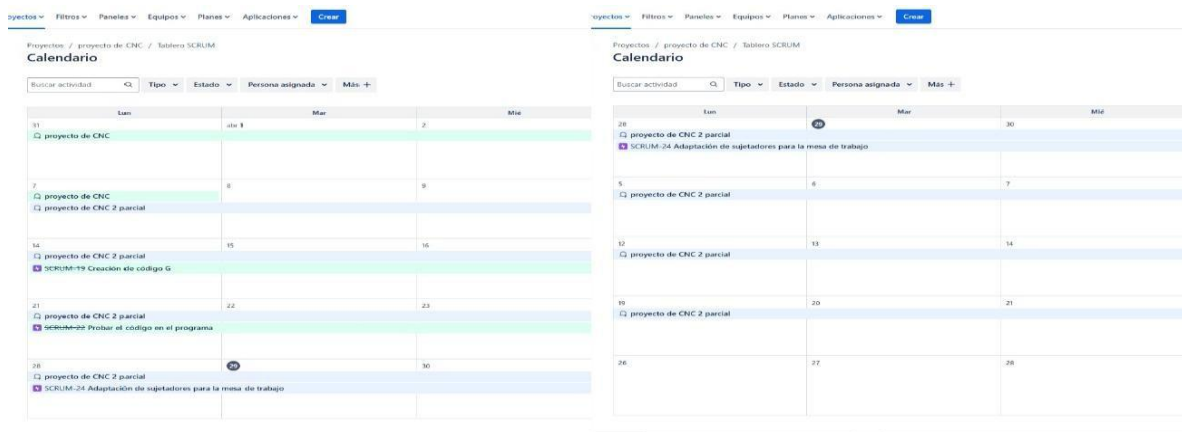 oyectos Filtros Paneles Equipos Planes Aplicaciones Crear
Proyectos / proyecto de CNC / Tablero SCRUM
Calendario
Buscar actividad Tipo Estado Persona asignada Más +
Lun Mar Mié
31 abr 1 2
proyecto de CNC
7 8 9
proyecto de CNC
proyecto de CNC 2 parcial
14 15 16
proyecto de CNC 2 parcial
SCRUM-19 Creación de código G
21 22 23
proyecto de CNC 2 parcial
SCRUM-22 Probar el código en el programa
28 29 30
proyecto de CNC 2 parcial
SCRUM-24 Adaptación de sujetadores para la mesa de trabajo
oyectos Filtros Paneles Equipos Planes Aplicaciones Crear
Proyectos / proyecto de CNC / Tablero SCRUM
Calendario
Buscar actividad Tipo Estado Persona asignada Más +
Lun Mar Mié
28 29 30
proyecto de CNC 2 parcial
SCRUM-24 Adaptación de sujetadores para la mesa de trabajo
5 6 7
proyecto de CNC 2 parcial
12 13 14
proyecto de CNC 2 parcial
19 20 21
proyecto de CNC 2 parcial
26 27 28